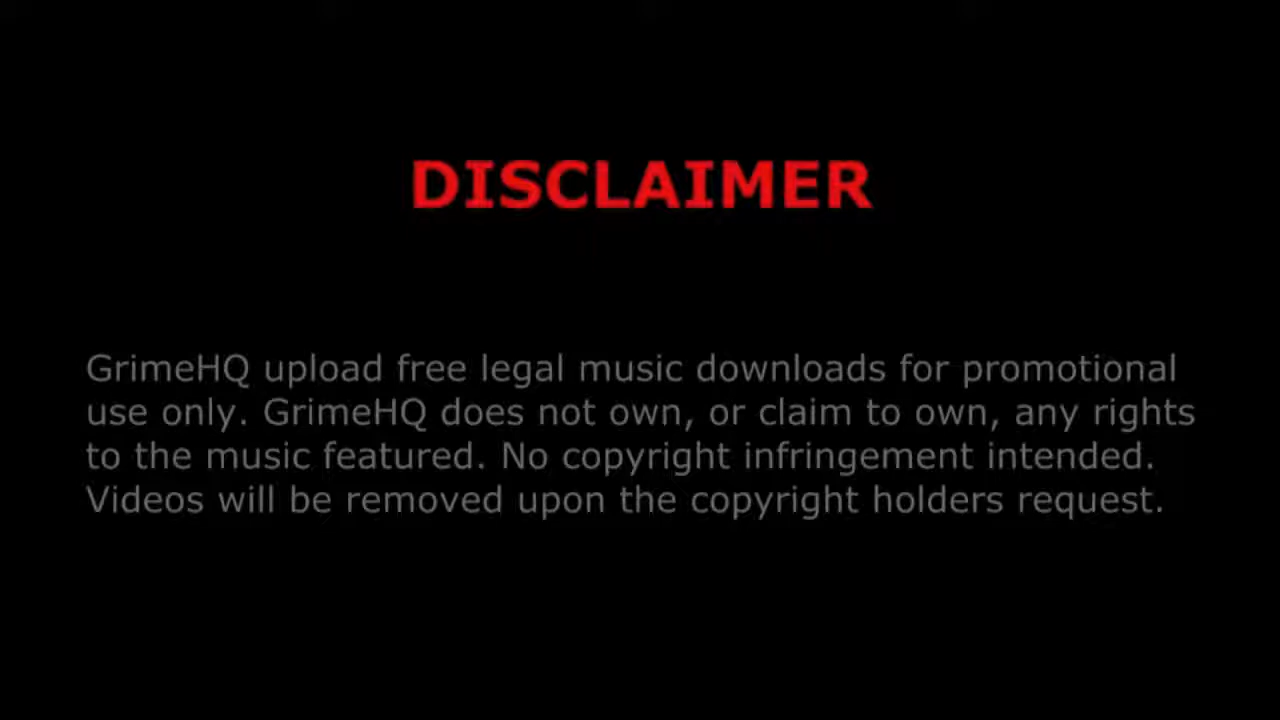 DISCLAIMER
GrimeHQ upload free legal music downloads for promotional
use only. GrimeHQ does not own, or claim to own, any rights
to the music featured. No copyright infringement intended.
Videos will be removed upon the copyright holders request.